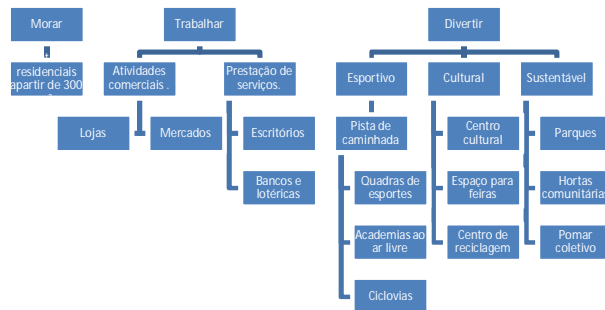 Morar
Trabalhar
Divertir
residenciais
apartir de 300
Atividades
comerciais .
Prestação de
serviços.
Esportivo
Cultural
Sustentável
Lojas
Mercados
Escritórios
Bancos e
lotéricas
Pista de
caminhada
Quadras de
esportes
Academias ao
ar livre
Ciclovias
Centro
cultural
Espaço para
feiras
Centro de
reciclagem
Parques
Hortas
comunitárias
Pomar
coletivo